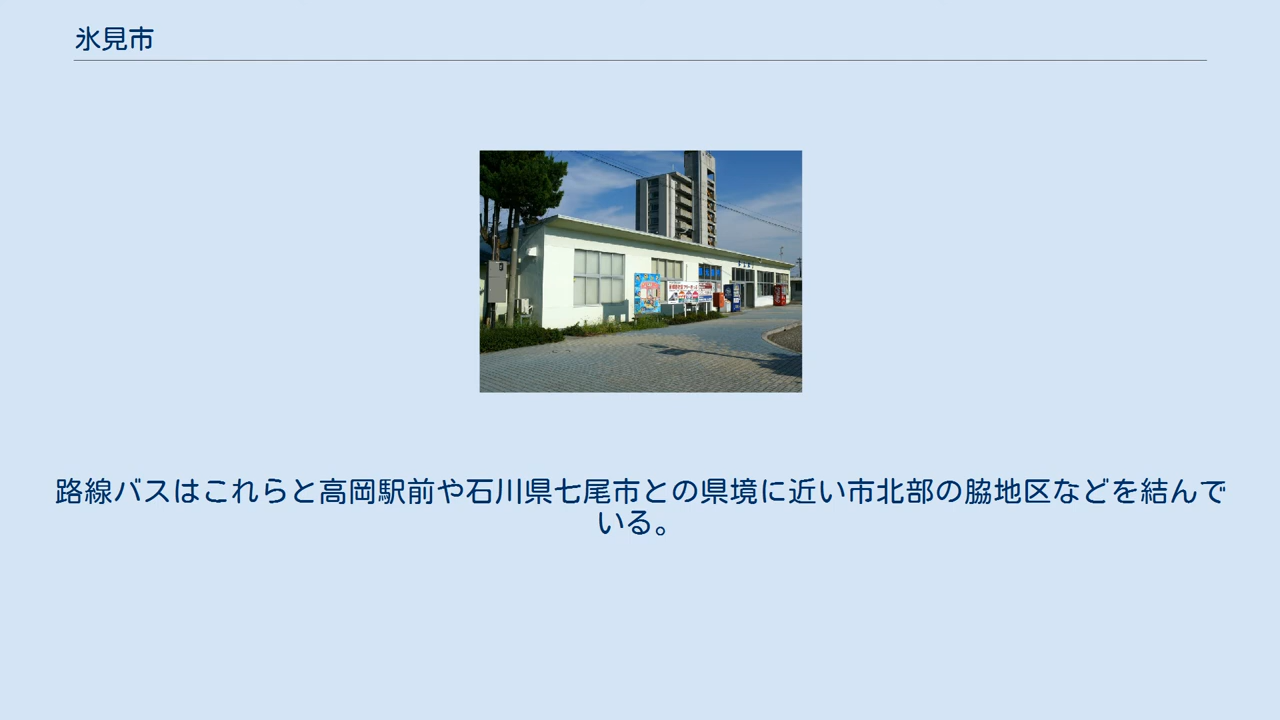 氷見市
路線バスはこれらと高岡駅前や石川県七尾市との県境に近い市北部の脇地区などを結んで
いる。